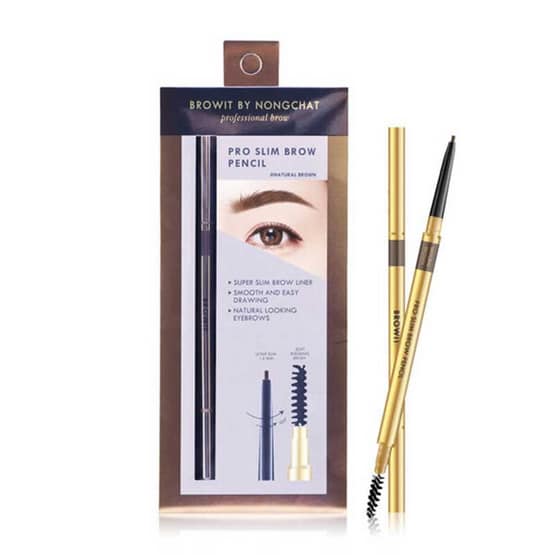 BROWIT BY NONGCHAT
professional brow
PRO SLIM BROW
PENCIL
#NATURAL BROWN
SUPER SLIM BROW LINER
SMOOTH AND EASY
DRAWING
NATURAL LOOKING
EYEBROWS
BROWIT
PRO SLIM BROW PENCIL
BROWIT